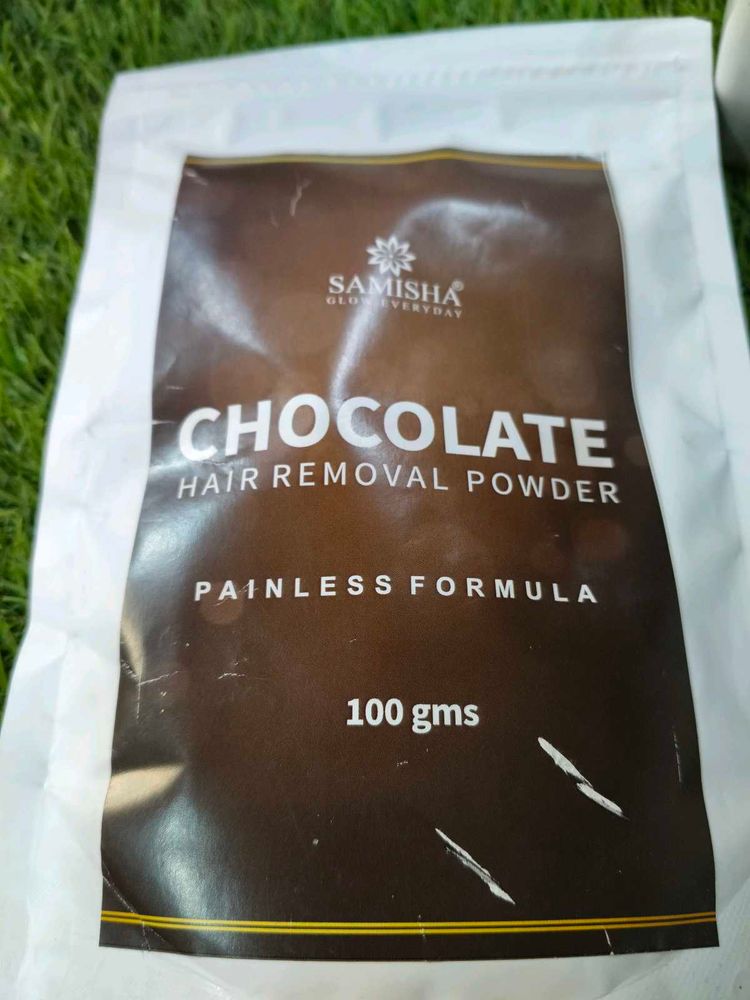 SAMISHA®
GLOW EVERYDAY
CHOCOLATE
HAIR REMOVAL POWDER
PAINLESS FORMULA
100 gms